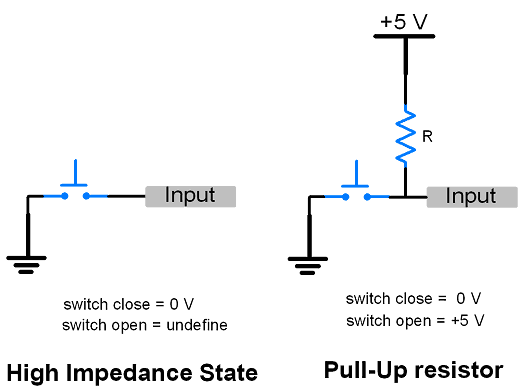 +5 V
R
Input
Input
switch close = 0 V
switch open = undefine
switch close = 0 V
switch open = +5 V
High Impedance State
Pull-Up resistor